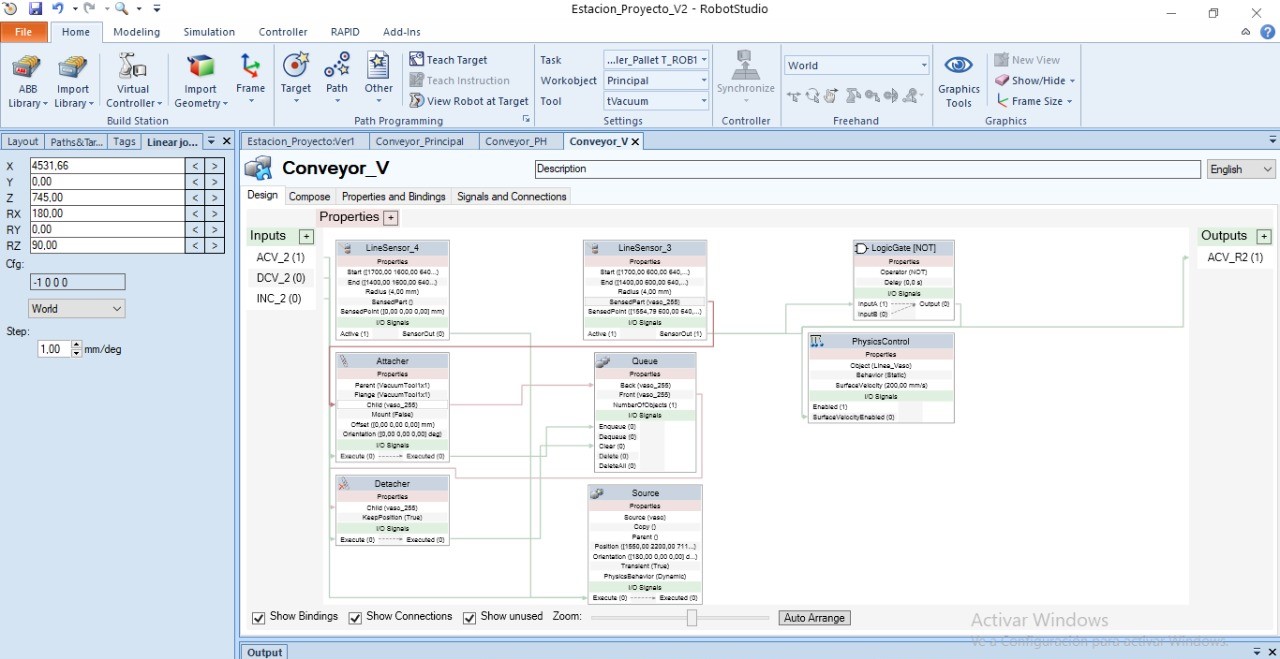 Estacion_Proyecto_V2 - RobotStudio
File Home Modeling Simulation Controller RAPID Add-Ins
ABB Library
Import Library
Virtual Controller
Import Geometry
Frame
Build Station
Target
Path
Other
Teach Target
Teach Instruction
View Robot at Target
Path Programming
Task ...ler_Pallet T_ROB1
Workobject Principal
Tool tVacuum
Settings
Synchronize
Controller
World
Freehand
Graphics Tools
New View
Show/Hide
Frame Size
Graphics
Layout Paths&Tar... Tags Linear jo...
X 4531,66 < >
Y 0,00 < >
Z 745,00 < >
RX 180,00 < >
RY 0,00 < >
RZ 90,00 < >
Cfg:
-1 0 0 0
World
Step:
1,00 mm/deg
Estacion_Proyecto:Ver1 Conveyor_Principal Conveyor_PH Conveyor_V X
Conveyor_V
Description
English
Design Compose Properties and Bindings Signals and Connections
Properties +
Inputs +
ACV_2 (1)
DCV_2 (0)
INC_2 (0)
Outputs +
ACV_R2 (1)
LineSensor_4
Properties
Start ([1700,00 1600,00 640...)
End ([1400,00 1600,00 640...)
Radius (4,00 mm)
SensedPart ()
SensedPoint ([0,00 0,00 0,00] mm)
I/O Signals
Active (1) SensorOut (0)
LineSensor_3
Properties
Start ([1700,00 600,00 640,...)
End ([1400,00 600,00 640,...)
Radius (4,00 mm)
SensedPart (vaso_255)
SensedPoint ([1554,79 600,00 640,...)
I/O Signals
Active (1) SensorOut (1)
LogicGate [NOT]
Properties
Operator (NOT)
Delay (0,0 s)
I/O Signals
InputA (1) Output (0)
InputB (0)
PhysicsControl
Properties
Object (Linea_Vaso)
Behavior (Static)
SurfaceVelocity (200,00 mm/s)
I/O Signals
Enabled (1)
SurfaceVelocityEnabled (0)
Attacher
Properties
Parent (VacuumTool1x1)
Flange (VacuumTool1x1)
Child (vaso_255)
Mount (False)
Offset ([0,00 0,00 0,00] mm)
Orientation ([0,00 0,00 0,00] deg)
I/O Signals
Execute (0) Executed (0)
Queue
Properties
Back (vaso_255)
Front (vaso_255)
NumberOfObjects (1)
I/O Signals
Enqueue (0)
Dequeue (0)
Clear (0)
Delete (0)
DeleteAll (0)
Detacher
Properties
Child (vaso_255)
KeepPosition (True)
I/O Signals
Execute (0) Executed (0)
Source
Properties
Source (vaso)
Copy ()
Parent ()
Position ([1550,00 2200,00 711...)
Orientation ([180,00 0,00 0,00] d...)
Transient (True)
PhysicsBehavior (Dynamic)
I/O Signals
Execute (0) Executed (0)
Show Bindings Show Connections Show unused Zoom: Auto Arrange
Activar Windows
Ve a Configuración para activar Windows.
Output